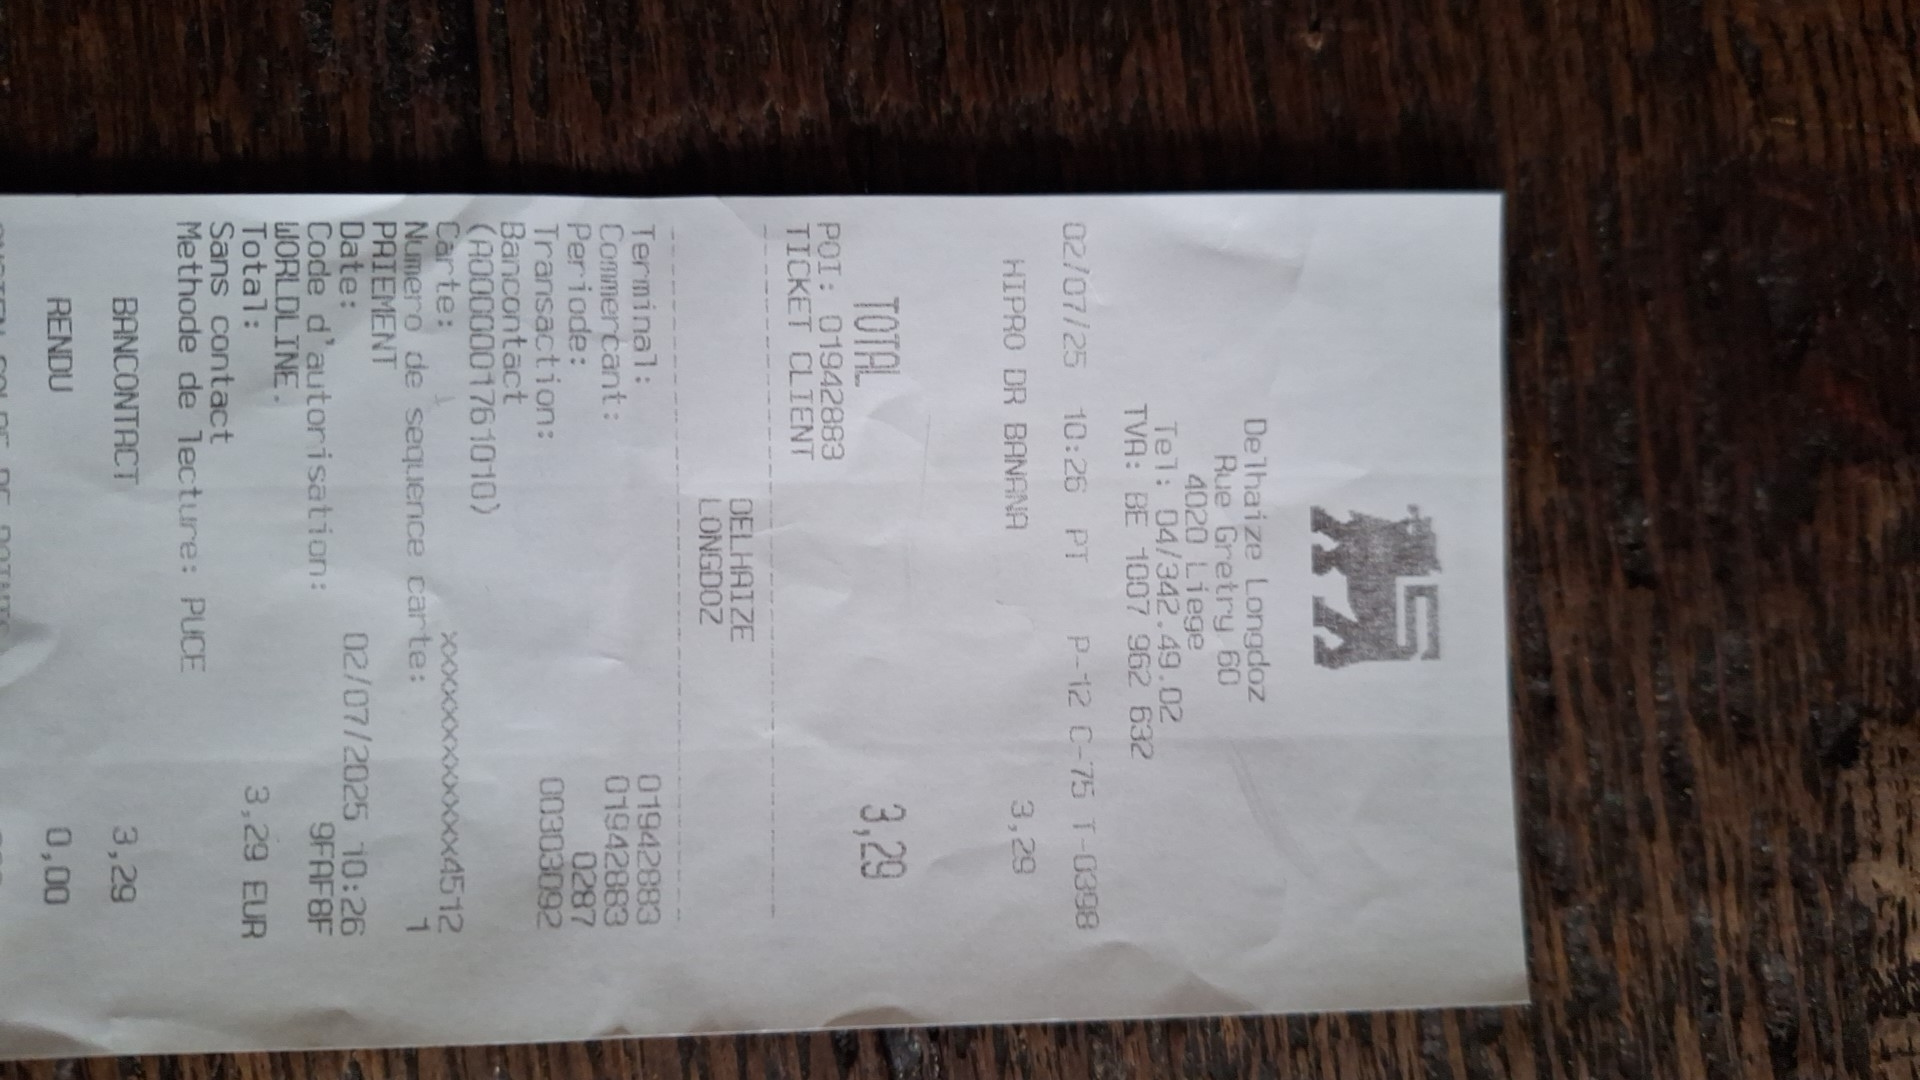 Delhaize Longdoz
Rue Gretry 60
4020 Liege
Tel: 04/342.49.02
TVA: BE 1007 962 632
02/07/25 10:26 PT P-12 C-75 T-0398
HIPRO DR BANANA 3,29
TOTAL 3,29
POI: 01942883
TICKET CLIENT
DELHAIZE
LONGDOZ
Terminal: 01942883
Commercant: 01942883
Periode: 0287
Transaction: 00303092
Bancontact
(A0000001761010)
Carte: xxxxxxxxxxxxx4512
Numero de sequence carte: 1
PAIEMENT
Date: 02/07/2025 10:26
Code d'autorisation: 9FAF8F
WORLDLINE.
Total: 3,29 EUR
Sans contact
Methode de lecture: PUCE
BANCONTACT 3,29
RENDU 0,00